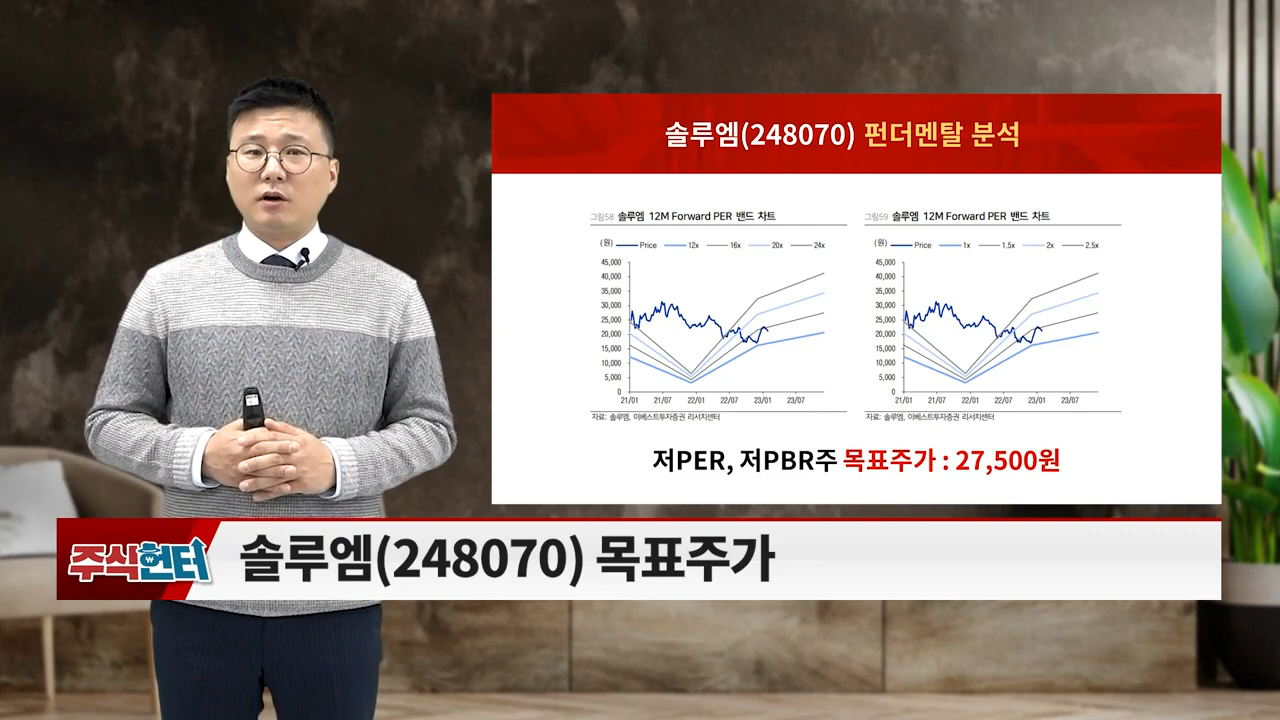 솔루엠(248070) 펀더멘탈 분석
그림58 솔루엠 12M Forward PER 밴드 차트
(원) Price 12x 16x 20x 24x
45,000
40,000
35,000
30,000
25,000
20,000
15,000
10,000
5,000
0
21/01 21/07 22/01 22/07 23/01 23/07
자료: 솔루엠, 이베스트투자증권 리서치센터
그림59 솔루엠 12M Forward PER 밴드 차트
(원) Price 1x 1.5x 2x 2.5x
45,000
40,000
35,000
30,000
25,000
20,000
15,000
10,000
5,000
0
21/01 21/07 22/01 22/07 23/01 23/07
자료: 솔루엠, 이베스트투자증권 리서치센터
저PER, 저PBR주 목표주가 : 27,500원
주식헌터
솔루엠(248070) 목표주가